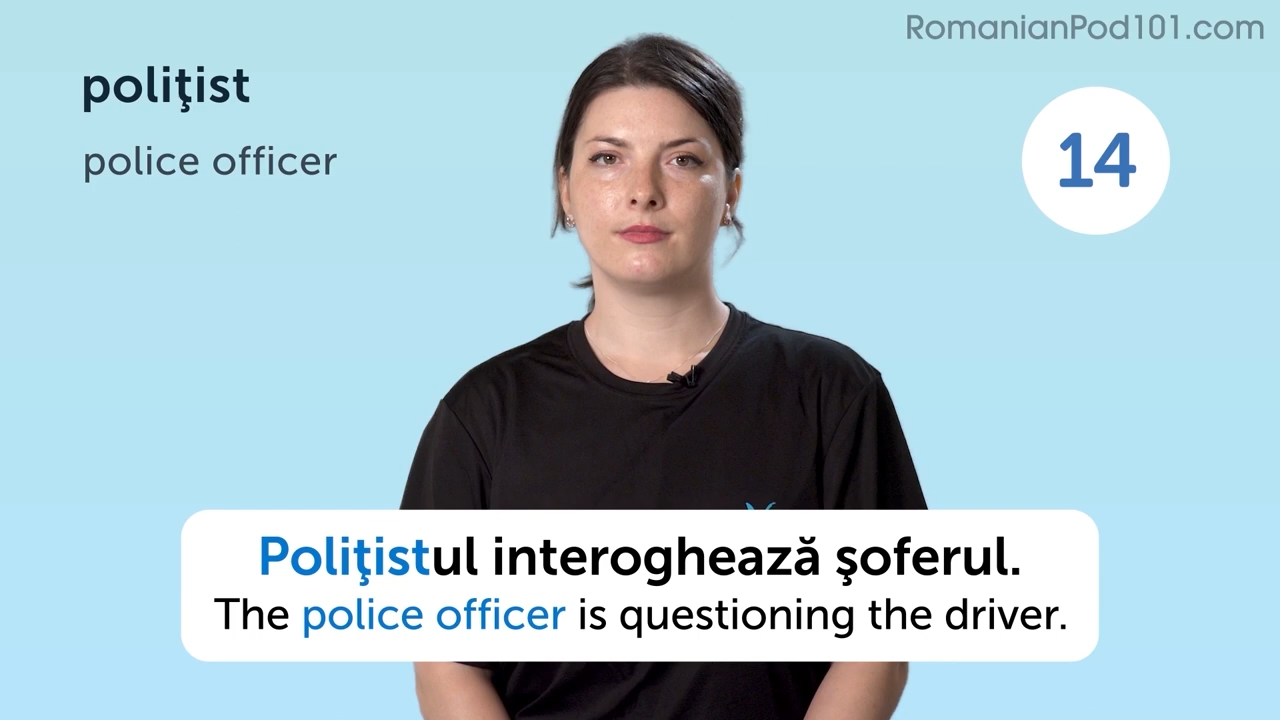 RomanianPod101.com
poliţist
police officer
14
Poliţistul interoghează şoferul.
The police officer is questioning the driver.